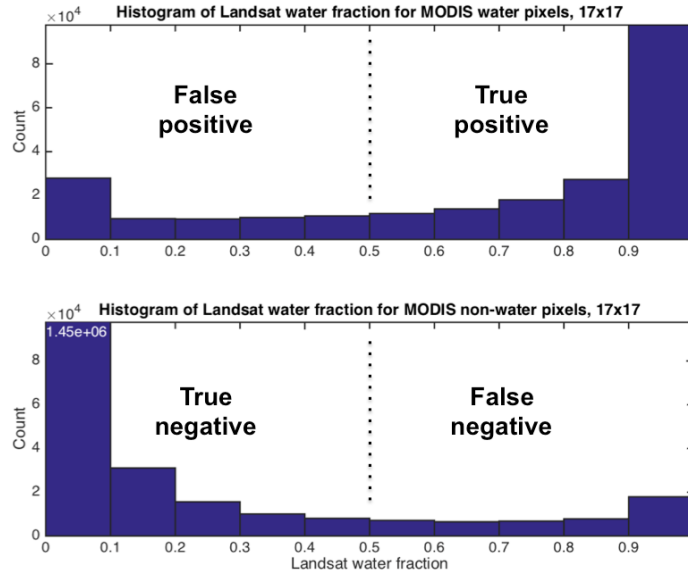 Histogram of Landsat water fraction for MODIS water pixels, 17x17
×10⁴
8
6
4
2
0
Count
False
positive
True
positive
0 0.1 0.2 0.3 0.4 0.5 0.6 0.7 0.8 0.9
Histogram of Landsat water fraction for MODIS non-water pixels, 17x17
×10⁴
1.45e+06
8
6
4
2
0
Count
True
negative
False
negative
0 0.1 0.2 0.3 0.4 0.5 0.6 0.7 0.8 0.9
Landsat water fraction